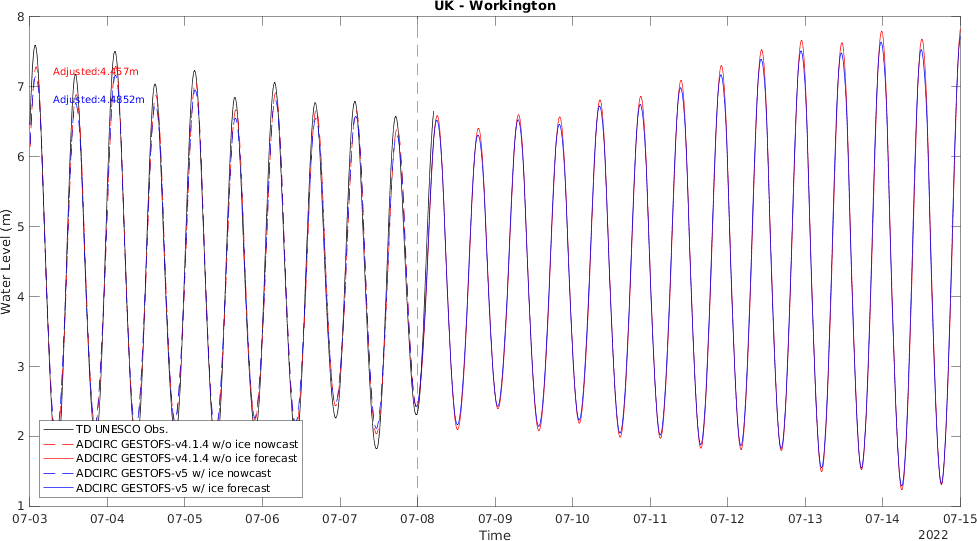 UK - Workington
8
7
6
5
4
3
2
1
Water Level (m)
Adjusted:4.457m
Adjusted:4.4852m
TD UNESCO Obs.
ADCIRC GESTOFS-v4.1.4 w/o ice nowcast
ADCIRC GESTOFS-v4.1.4 w/o ice forecast
ADCIRC GESTOFS-v5 w/ ice nowcast
ADCIRC GESTOFS-v5 w/ ice forecast
07-03 07-04 07-05 07-06 07-07 07-08 07-09 07-10 07-11 07-12 07-13 07-14 07-15
Time
2022